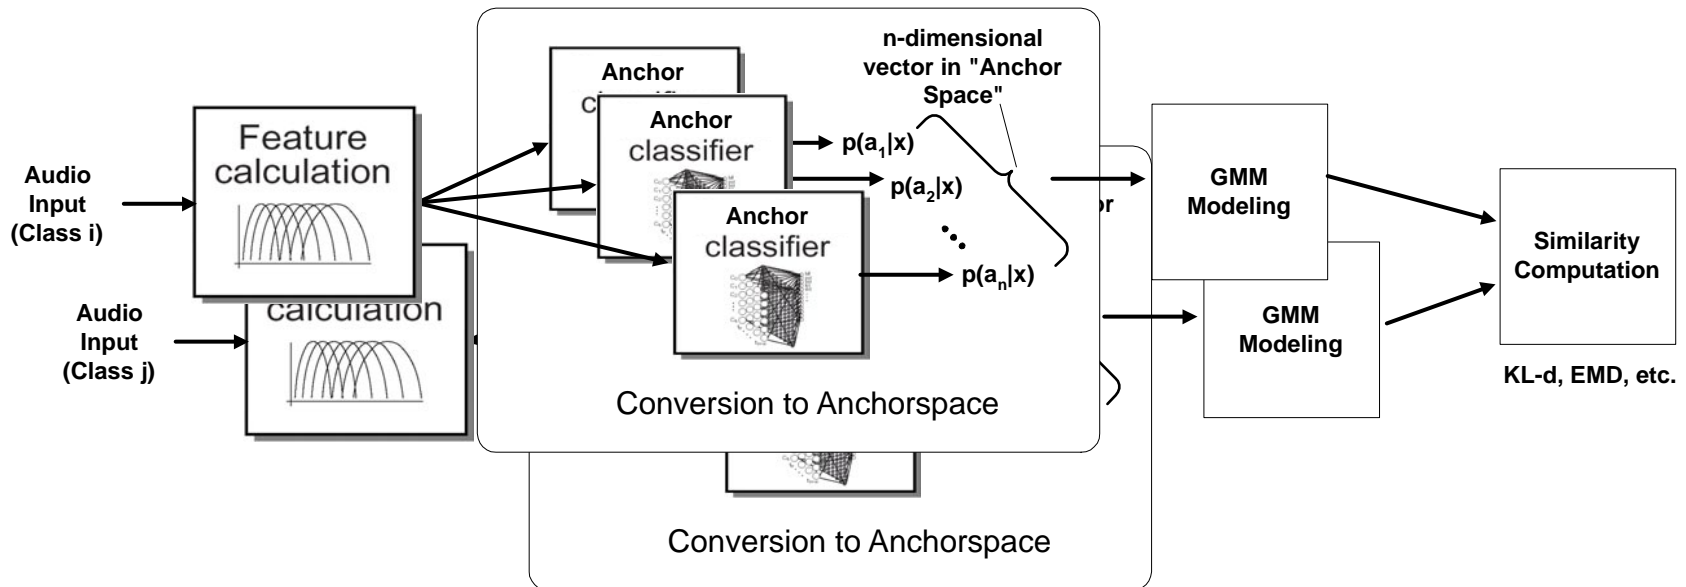 Audio
Input
(Class i)
Feature
calculation
Anchor
Anchor
classifier
Anchor
classifier
p(a1|x)
p(a2|x)
p(an|x)
n-dimensional
vector in "Anchor
Space"
Conversion to Anchorspace
GMM
Modeling
Audio
Input
(Class j)
calculation
Conversion to Anchorspace
GMM
Modeling
Similarity
Computation
KL-d, EMD, etc.